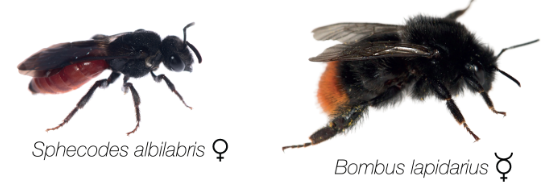 Sphecodes albilabris ♀
Bombus lapidarius ☿